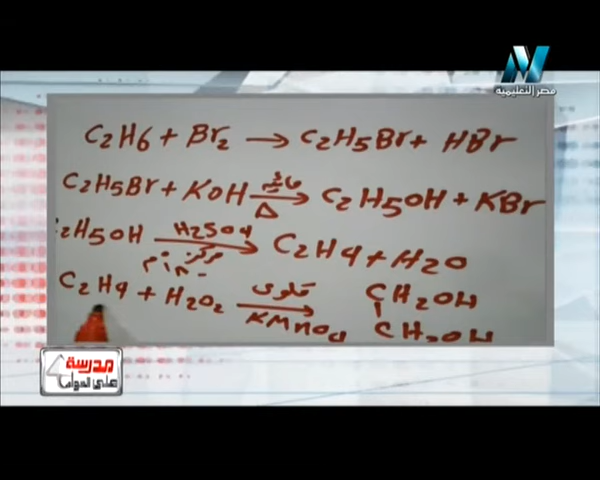 مصر التعليمية
C2H6 + Br2 → C2H5Br + HBr
C2H5Br + KOH →Δ C2H5OH + KBr
C2H5OH H2SO4 → C2H4 + H2O
مركز ١٨٠م
C2H4 + H2O2 قلوى → CH2OH
KMnO4 CH2OH
مدرسة
على الهواء